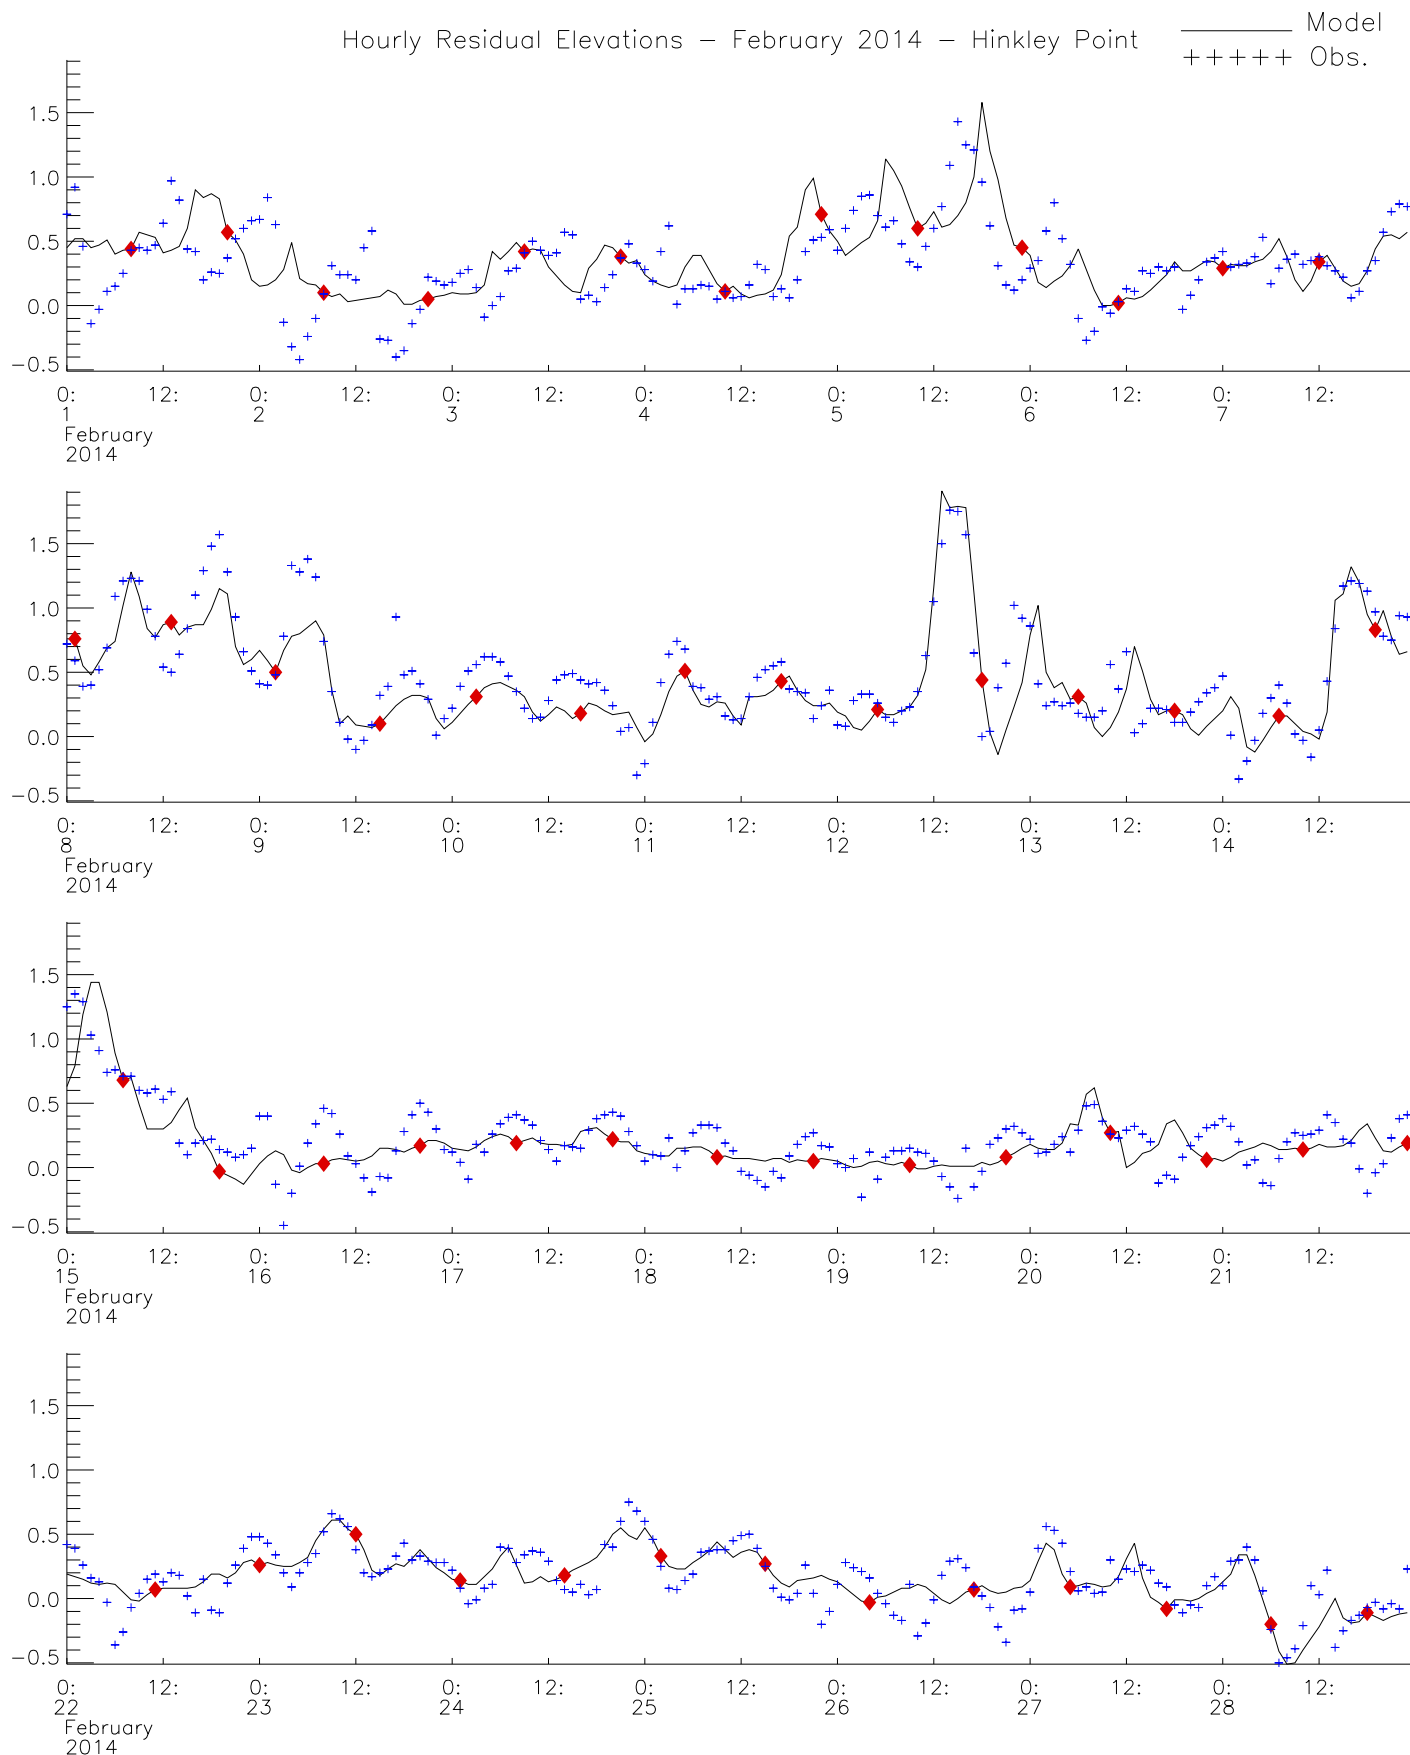 Hourly Residual Elevations – February 2014 – Hinkley Point
Model
+++++ Obs.
1.5
1.0
0.5
0.0
−0.5
0: 12: 0: 12: 0: 12: 0: 12: 0: 12: 0: 12: 0: 12:
1 2 3 4 5 6 7
February
2014
1.5
1.0
0.5
0.0
−0.5
0: 12: 0: 12: 0: 12: 0: 12: 0: 12: 0: 12: 0: 12:
8 9 10 11 12 13 14
February
2014
1.5
1.0
0.5
0.0
−0.5
0: 12: 0: 12: 0: 12: 0: 12: 0: 12: 0: 12: 0: 12:
15 16 17 18 19 20 21
February
2014
1.5
1.0
0.5
0.0
−0.5
0: 12: 0: 12: 0: 12: 0: 12: 0: 12: 0: 12: 0: 12:
22 23 24 25 26 27 28
February
2014